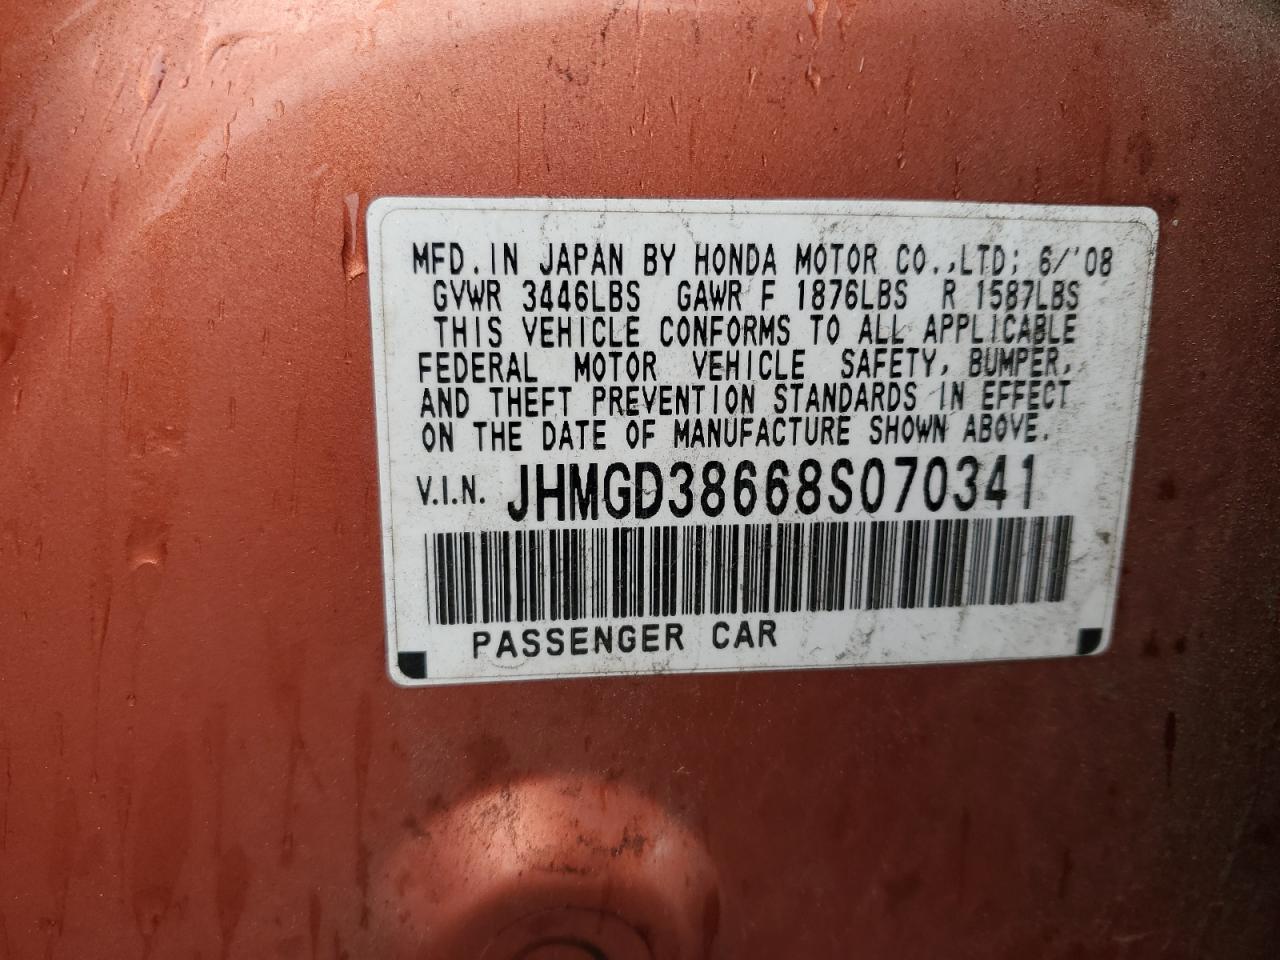 MFD. IN JAPAN BY HONDA MOTOR CO.,LTD; 6/'08
GVWR 3446LBS GAWR F 1876LBS R 1587LBS
THIS VEHICLE CONFORMS TO ALL APPLICABLE
FEDERAL MOTOR VEHICLE SAFETY, BUMPER,
AND THEFT PREVENTION STANDARDS IN EFFECT
ON THE DATE OF MANUFACTURE SHOWN ABOVE.
V.I.N. JHMGD38668S070341
PASSENGER CAR